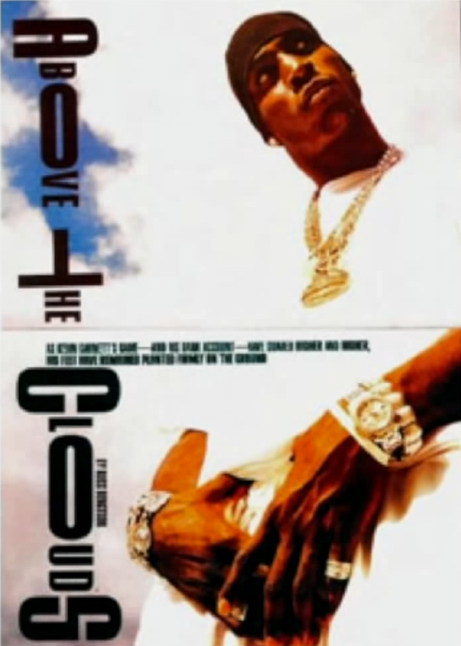 ABOVE THE
AS KEVIN GARNETT'S GAME—AND HIS BANK ACCOUNT—HAVE SOARED HIGHER AND HIGHER,
HIS FEET HAVE REMAINED PLANTED FIRMLY ON THE GROUND
CLOUDS
BY